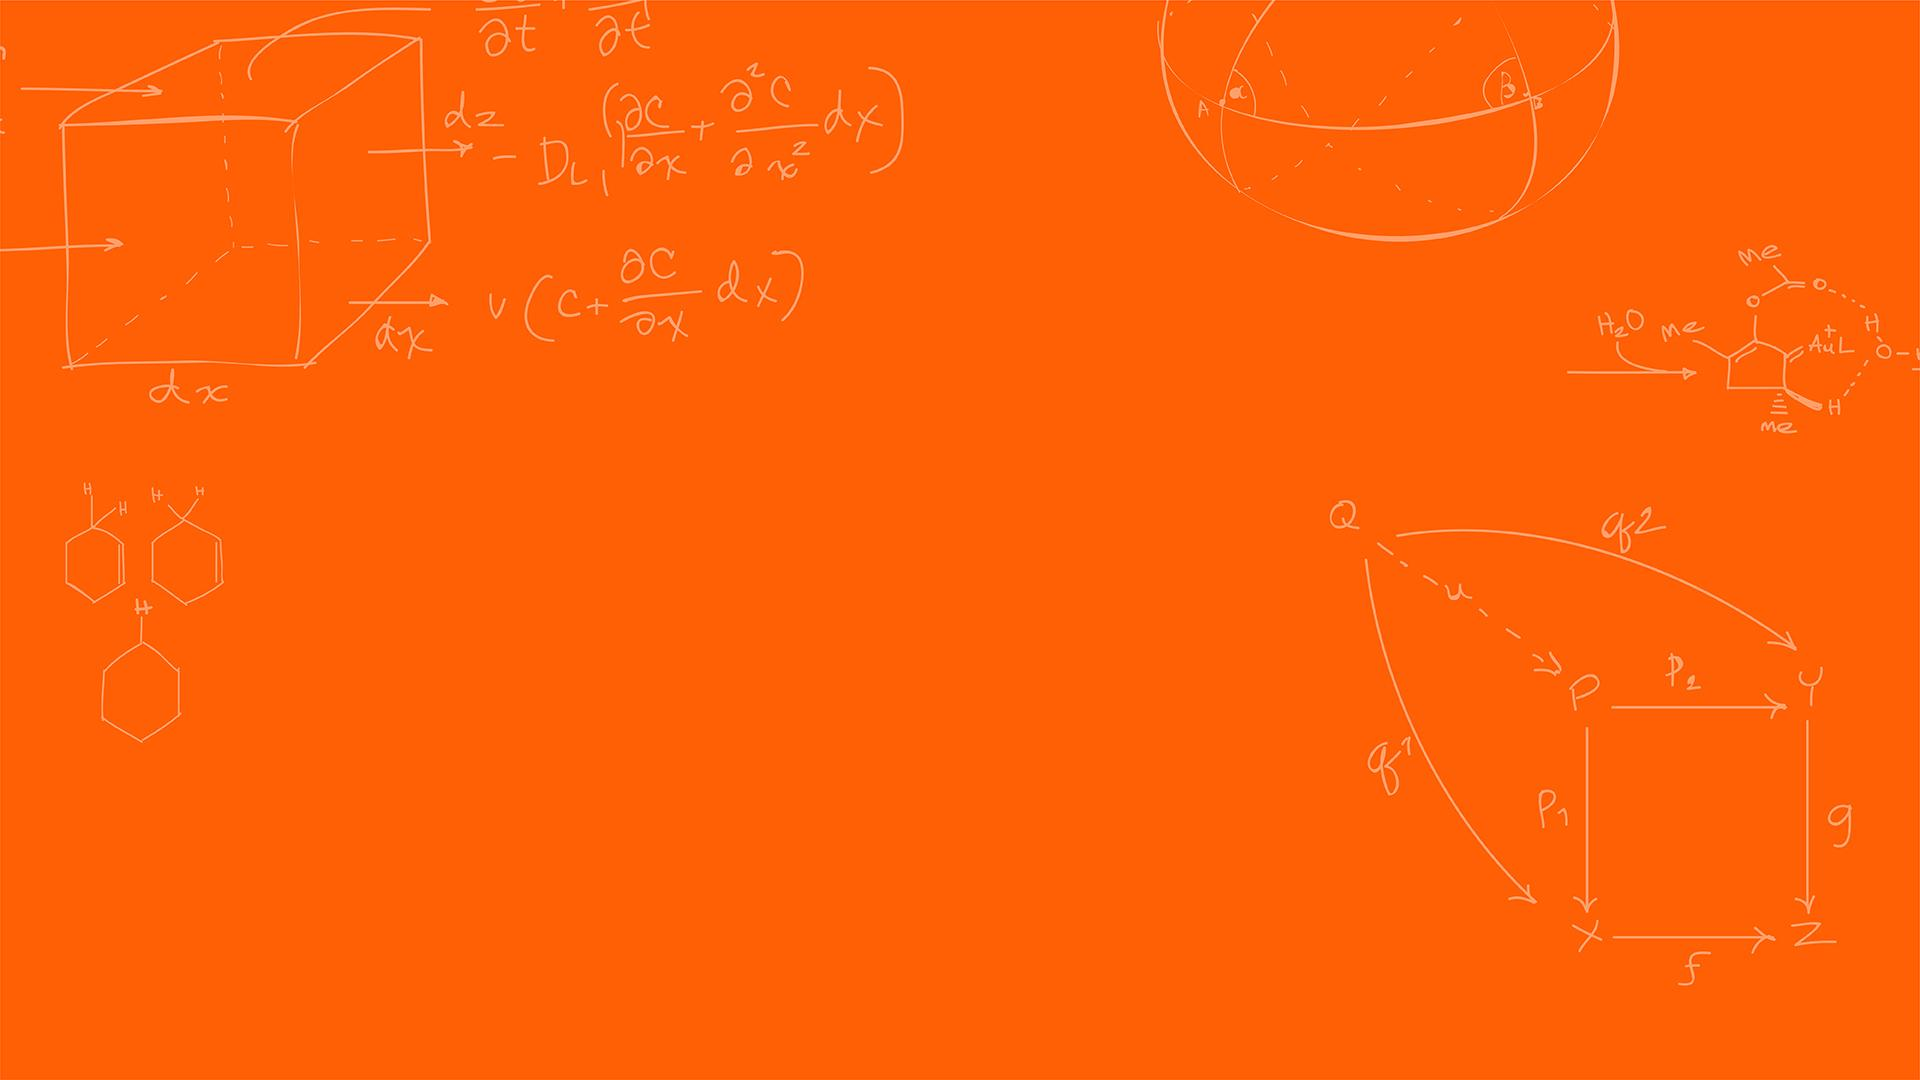 ∂t + ∂t
dz
- D_L (∂C/∂x + ∂²C/∂x² dx)
v (C + ∂C/∂x dx)
dx
dx
A α β B
Me
O O
H₂O Me H
AuL⁺ O
H
Me
H H H H
H
Q q2
u
P P₂ Y
q1 P₁ g
X Z
f